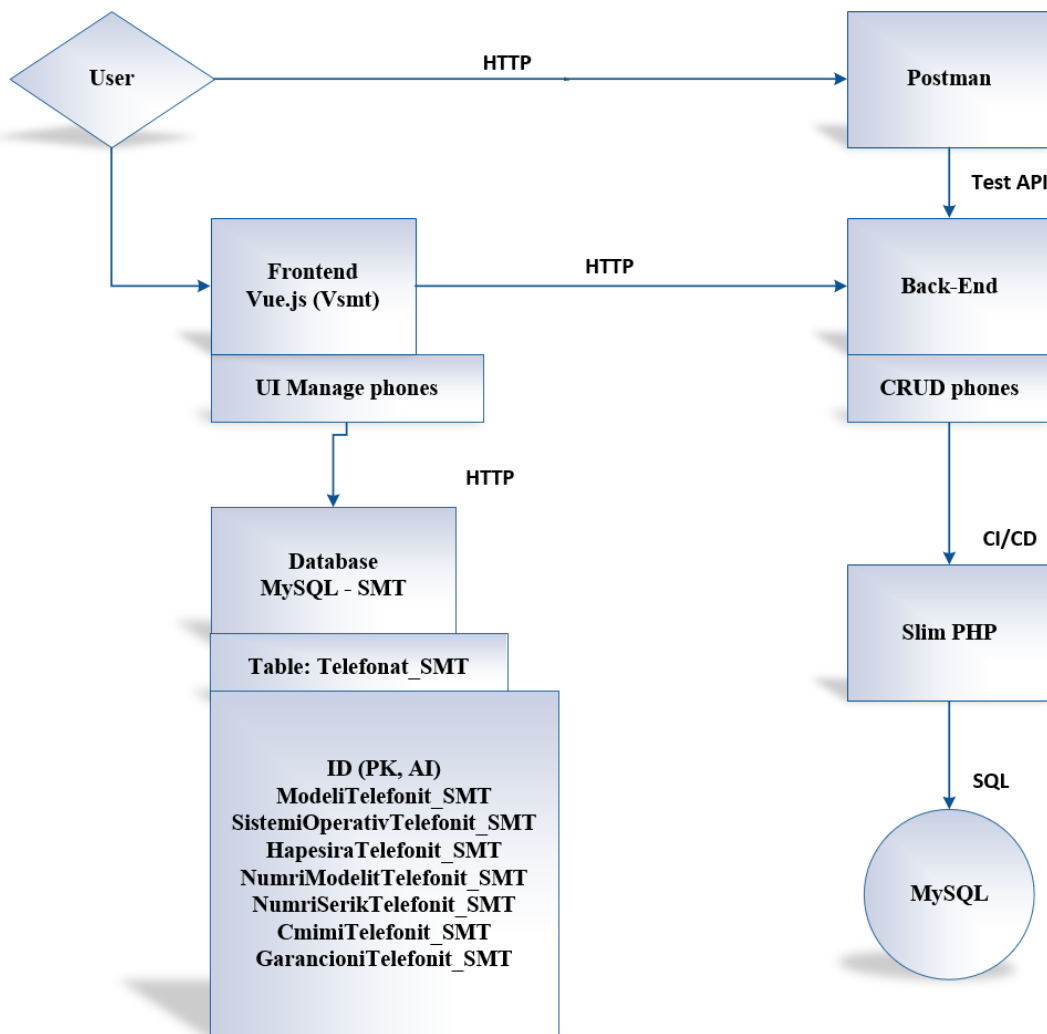 User
HTTP
Postman
Test API
Frontend
Vue.js (Vsmt)
HTTP
Back-End
UI Manage phones
CRUD phones
HTTP
Database
MySQL - SMT
CI/CD
Slim PHP
Table: Telefonat_SMT
ID (PK, AI)
ModeliTelefonit_SMT
SistemiOperativTelefonit_SMT
HapesiraTelefonit_SMT
NumriModelitTelefonit_SMT
NumriSerikTelefonit_SMT
CmimiTelefonit_SMT
GarancioniTelefonit_SMT
SQL
MySQL